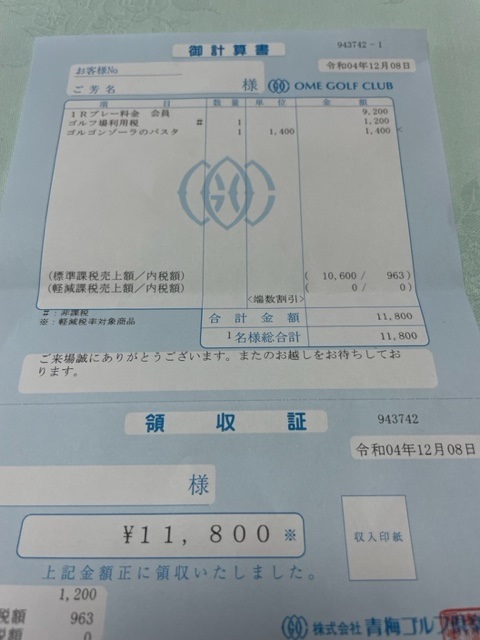 御計算書
943742-1
お客様No
令和04年12月08日
ご芳名 様 OME GOLF CLUB
項 目 数量 単位 金額
1Rプレー料金 会員 9,200
ゴルフ場利用税 # 1 1,200
ゴルゴンゾーラのパスタ 1 1,400 1,400<
(標準課税売上額/内税額) ( 10,600/ 963)
(軽減課税売上額/内税額) ( 0/ 0)
<端数割引>
#:非課税
※:軽減税率対象商品
合計金額 11,800
1名様総合計 11,800
ご来場誠にありがとうございます。またのお越しをお待ちしてお
ります。
領収証
943742
令和04年12月08日
様
¥11,800※
収入印紙
上記金額正に領収いたしました。
1,200
税額 963
税額 0
株式会社 青梅ゴルフ倶楽